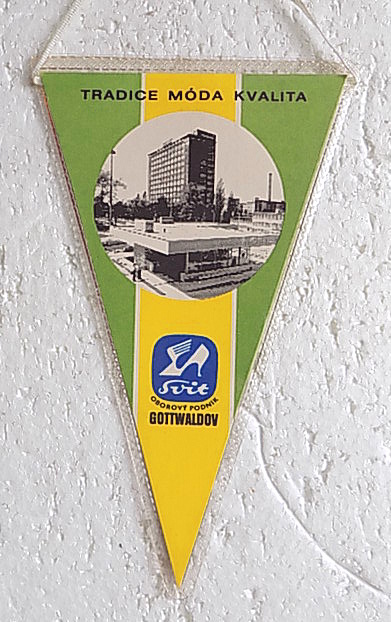 TRADICE MÓDA KVALITA
Svit
OBOROVÝ PODNIK
GOTTWALDOV